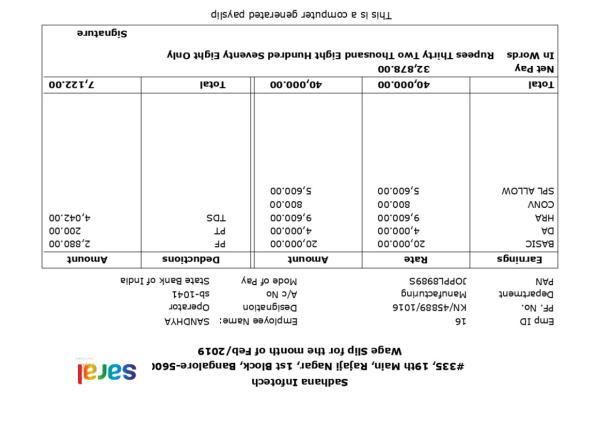 Sadhana Infotech
#335, 19th Main, Rajaji Nagar, 1st Block, Bangalore-560(
Wage Slip for the month of Feb/2019
saral
Emp ID 16 Employee Name: SANDHYA
PF. No. KN/45889/1016 Designation Operator
Department Manufacturing A/c No sb-1041
PAN JOPPL8989S Mode of Pay State Bank of India
Earnings Rate Amount Deductions Amount
BASIC 20,000.00 20,000.00 PF 2,880.00
DA 4,000.00 4,000.00 PT 200.00
HRA 9,600.00 9,600.00 TDS 4,042.00
CONV 800.00 800.00
SPL ALLOW 5,600.00 5,600.00
Total 40,000.00 40,000.00 Total 7,122.00
Net Pay 32,878.00
In Words Rupees Thirty Two Thousand Eight Hundred Seventy Eight Only
Signature
This is a computer generated payslip